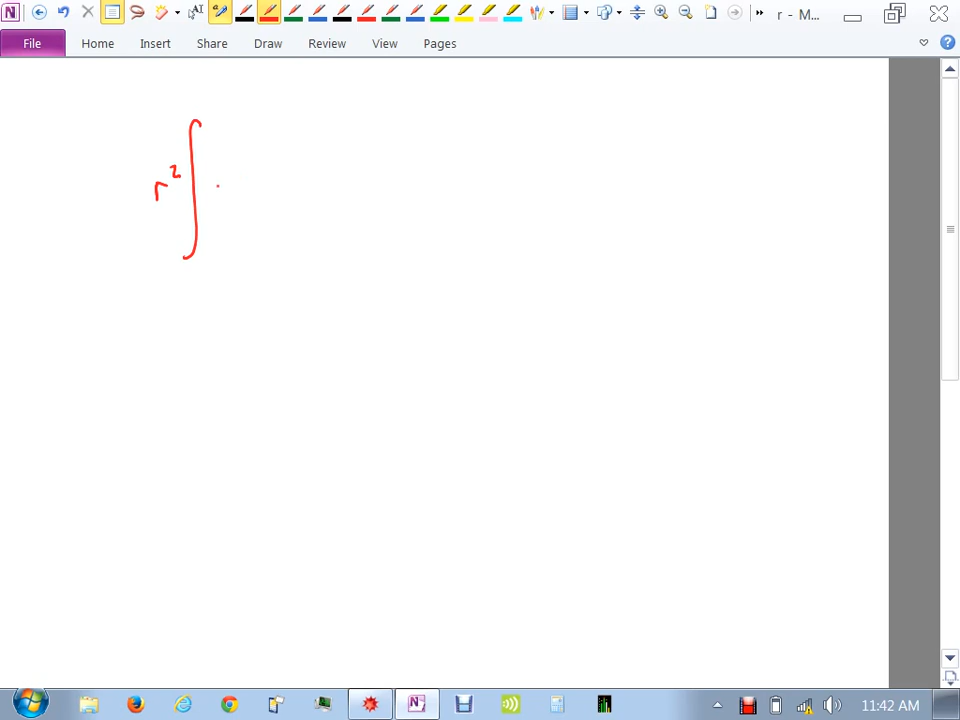 r - M...
File Home Insert Share Draw Review View Pages
r² ∫
11:42 AM